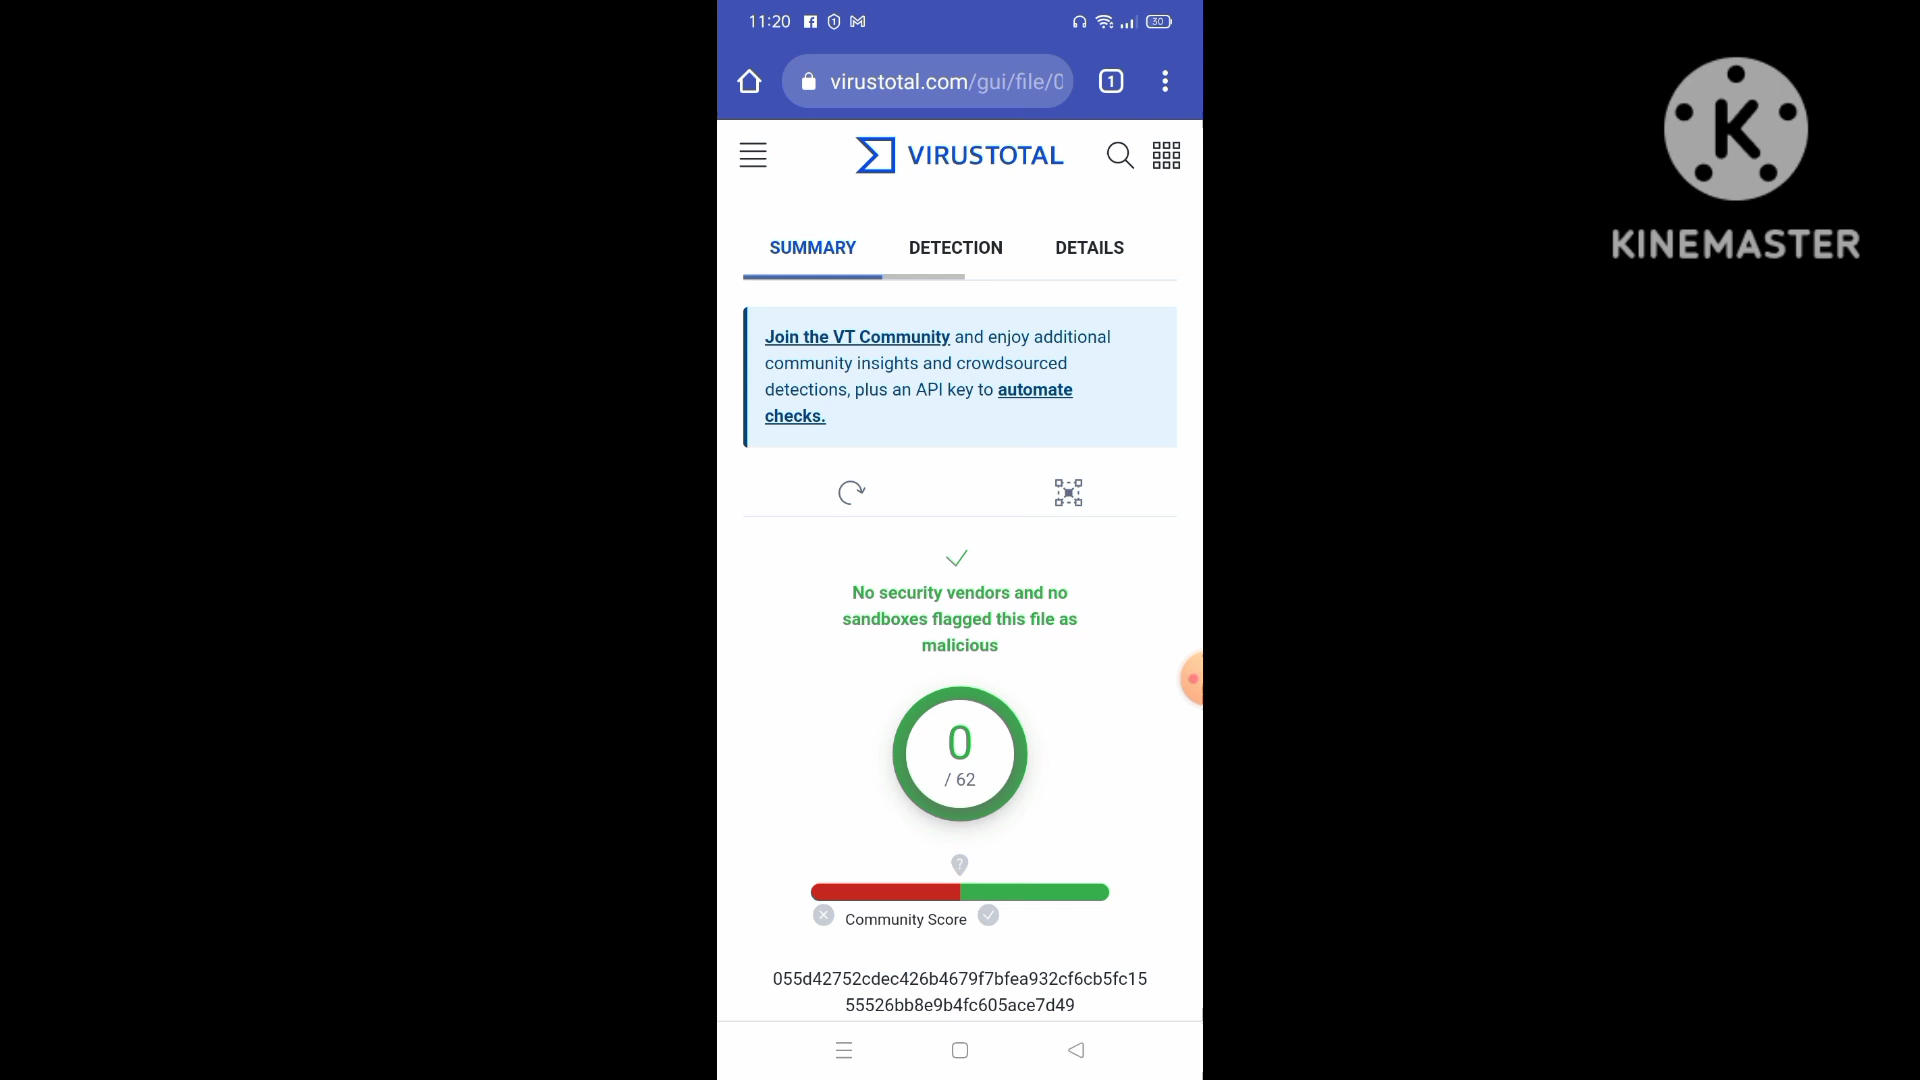 11:20
30
virustotal.com/gui/file/0
1
VIRUSTOTAL
SUMMARY DETECTION DETAILS
Join the VT Community and enjoy additional
community insights and crowdsourced
detections, plus an API key to automate
checks.
No security vendors and no
sandboxes flagged this file as
malicious
0
/ 62
?
Community Score
055d42752cdec426b4679f7bfea932cf6cb5fc15
55526bb8e9b4fc605ace7d49
K
KINEMASTER